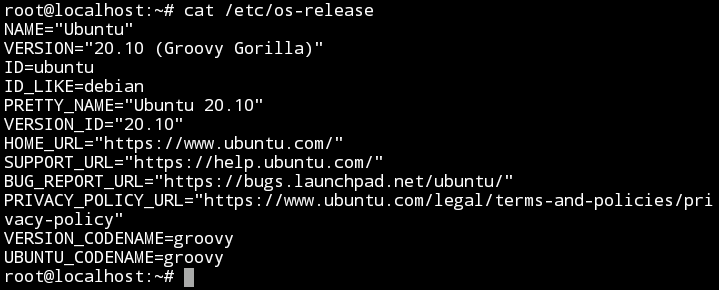 root@localhost:~# cat /etc/os-release
NAME="Ubuntu"
VERSION="20.10 (Groovy Gorilla)"
ID=ubuntu
ID_LIKE=debian
PRETTY_NAME="Ubuntu 20.10"
VERSION_ID="20.10"
HOME_URL="https://www.ubuntu.com/"
SUPPORT_URL="https://help.ubuntu.com/"
BUG_REPORT_URL="https://bugs.launchpad.net/ubuntu/"
PRIVACY_POLICY_URL="https://www.ubuntu.com/legal/terms-and-policies/pri
vacy-policy"
VERSION_CODENAME=groovy
UBUNTU_CODENAME=groovy
root@localhost:~#